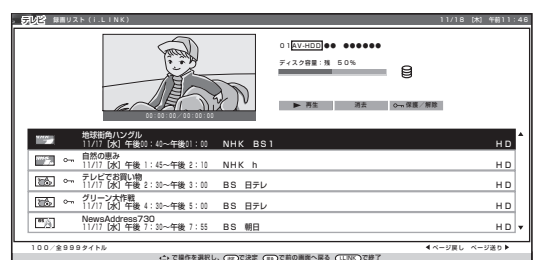 テレビ 録画リスト(i.LINK) 11/18 [木] 午前11:46
01 AV-HDD ●● ●●●●●●
ディスク容量:残 50%
00:00:00/00:00:00
▶ 再生 消去 保護/解除
地球街角ハングル
11/17 [水] 午後00:40~午後01:00 NHK BS1 HD
自然の恵み
11/17 [水] 午後 1:45~午後 2:10 NHK h HD
テレビでお買い物
11/17 [水] 午後 2:30~午後 3:00 BS 日テレ HD
グリーン大作戦
11/17 [水] 午後 4:30~午後 5:00 BS 日テレ HD
NewsAddress730
11/17 [水] 午後 7:30~午後 7:55 BS 朝日 HD
100/全999タイトル ◀ページ戻し ページ送り▶
で操作を選択し、 で決定 で前の画面へ戻る i.LINK で終了